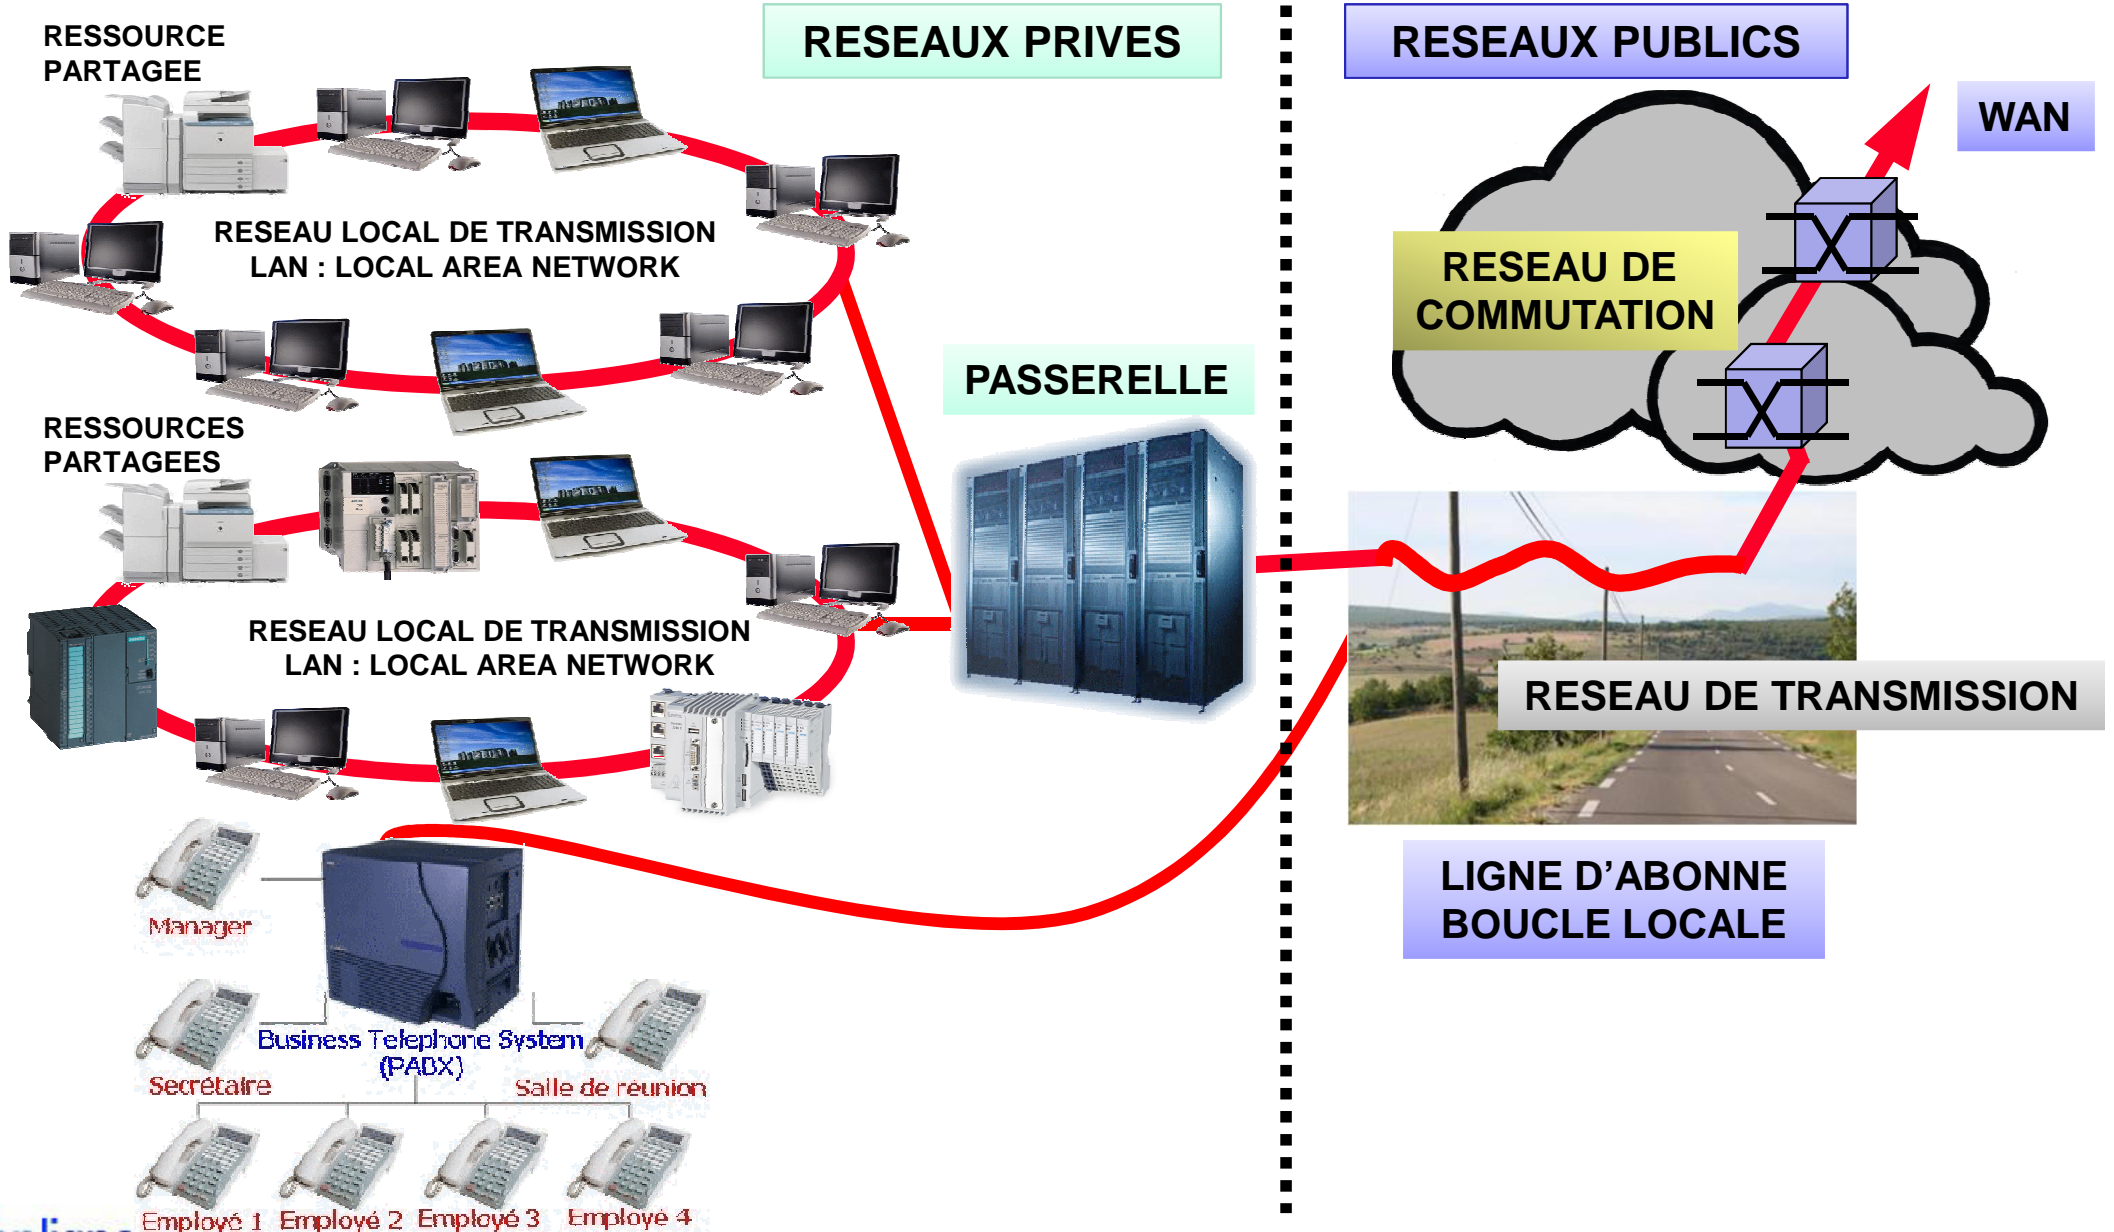 RESSOURCE
PARTAGEE
RESEAUX PRIVES
RESEAUX PUBLICS
WAN
RESEAU LOCAL DE TRANSMISSION
LAN : LOCAL AREA NETWORK
RESEAU DE
COMMUTATION
PASSERELLE
RESSOURCES
PARTAGEES
RESEAU LOCAL DE TRANSMISSION
LAN : LOCAL AREA NETWORK
RESEAU DE TRANSMISSION
LIGNE D’ABONNE
BOUCLE LOCALE
Manager
Business Telephone System
(PABX)
Secrétaire
Salle de réunion
Employé 1
Employé 2
Employé 3
Employé 4